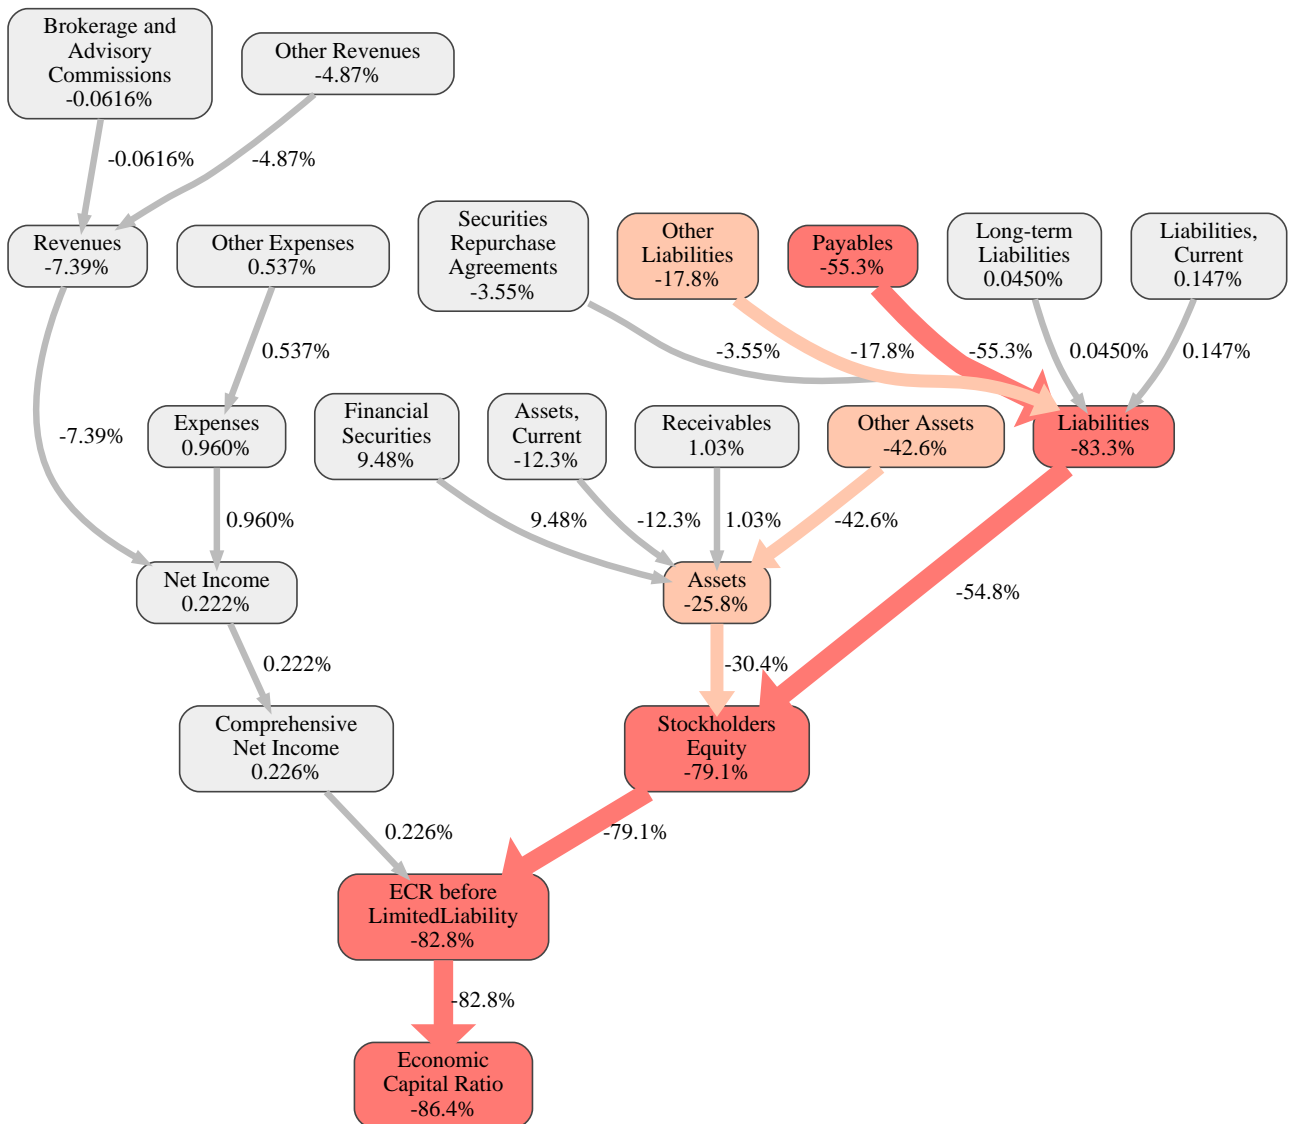 Brokerage and
Advisory
Commissions
-0.0616%
Other Revenues
-4.87%
-0.0616%
-4.87%
Revenues
-7.39%
Other Expenses
0.537%
Securities
Repurchase
Agreements
-3.55%
Other
Liabilities
-17.8%
Payables
-55.3%
Long-term
Liabilities
0.0450%
Liabilities,
Current
0.147%
0.537%
-3.55%
-17.8%
-55.3%
0.0450%
0.147%
Expenses
0.960%
Financial
Securities
9.48%
Assets,
Current
-12.3%
Receivables
1.03%
Other Assets
-42.6%
Liabilities
-83.3%
-7.39%
0.960%
9.48%
-12.3%
1.03%
-42.6%
Net Income
0.222%
Assets
-25.8%
-54.8%
0.222%
-30.4%
Comprehensive
Net Income
0.226%
Stockholders
Equity
-79.1%
0.226%
-79.1%
ECR before
LimitedLiability
-82.8%
-82.8%
Economic
Capital Ratio
-86.4%